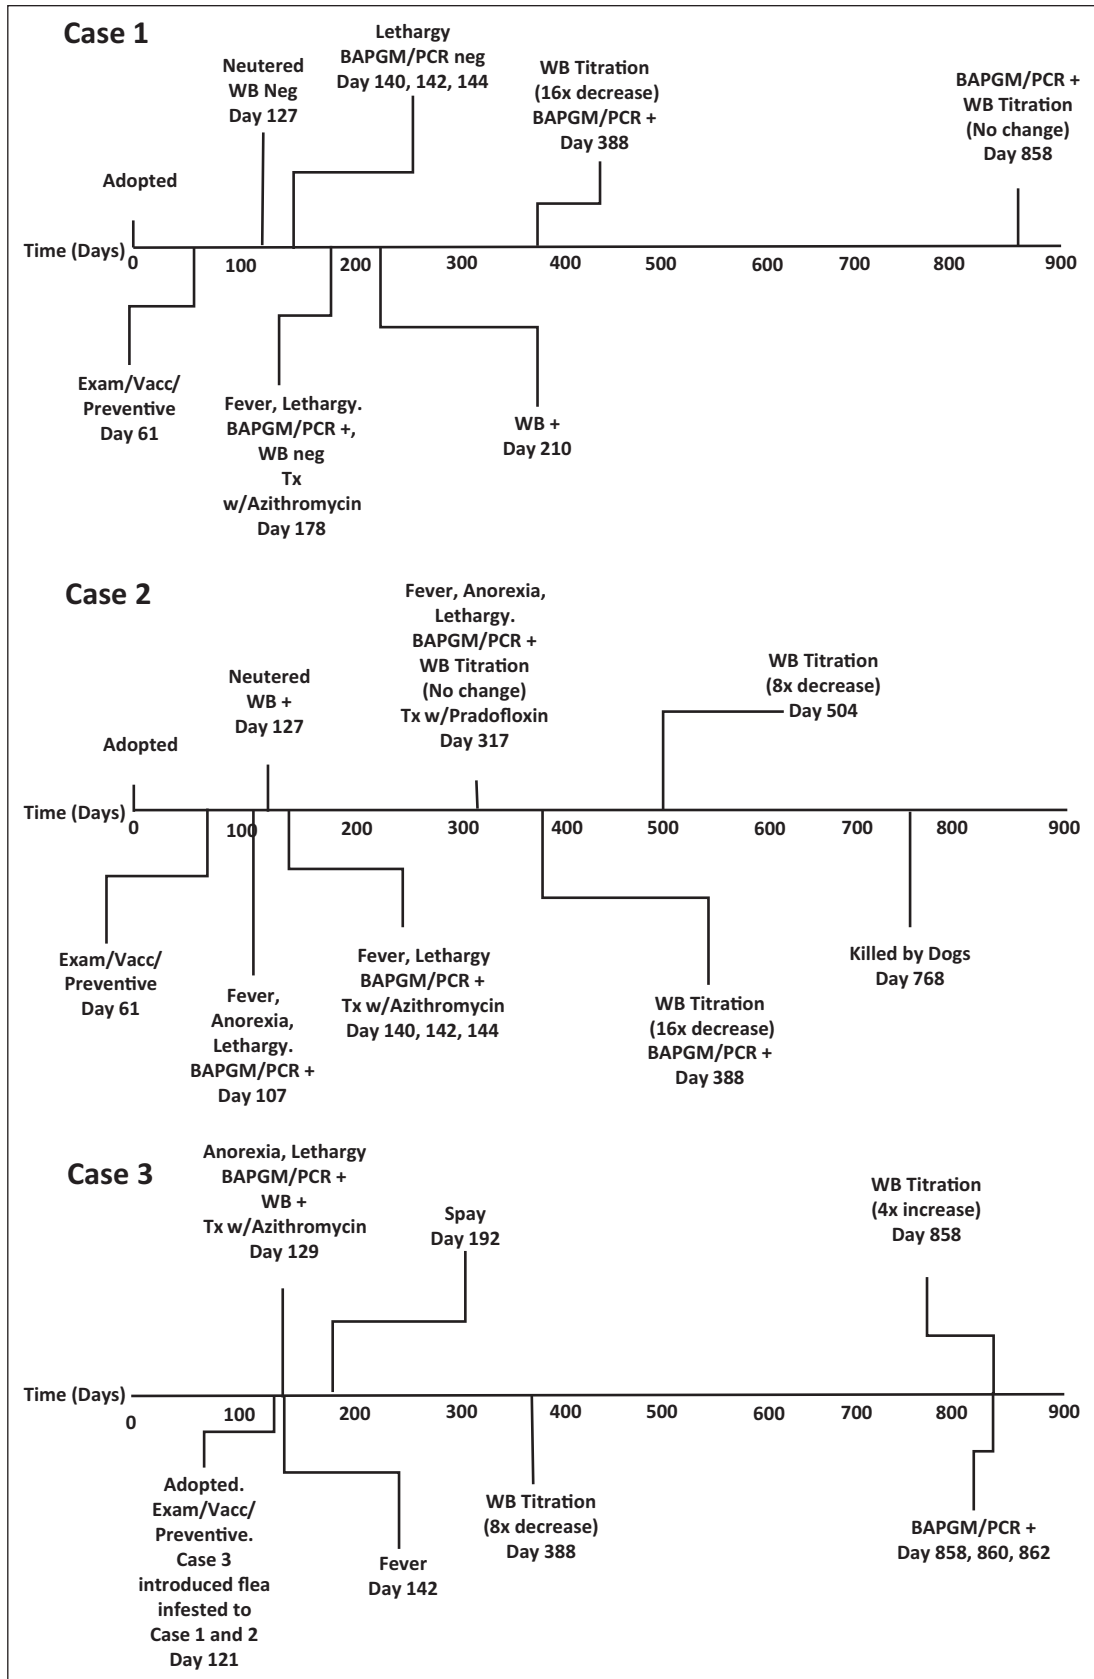 Case 1
Lethargy
BAPGM/PCR neg
Day 140, 142, 144
Neutered
WB Neg
Day 127
WB Titration
(16x decrease)
BAPGM/PCR +
Day 388
BAPGM/PCR +
WB Titration
(No change)
Day 858
Adopted
Time (Days)
0 100 200 300 400 500 600 700 800 900
Exam/Vacc/
Preventive
Day 61
Fever, Lethargy.
BAPGM/PCR +,
WB neg
Tx
w/Azithromycin
Day 178
WB +
Day 210
Case 2
Fever, Anorexia,
Lethargy.
BAPGM/PCR +
WB Titration
(No change)
Tx w/Pradofloxin
Day 317
Neutered
WB +
Day 127
WB Titration
(8x decrease)
Day 504
Adopted
Time (Days)
0 100 200 300 400 500 600 700 800 900
Exam/Vacc/
Preventive
Day 61
Fever,
Anorexia,
Lethargy.
BAPGM/PCR +
Day 107
Fever, Lethargy
BAPGM/PCR +
Tx w/Azithromycin
Day 140, 142, 144
WB Titration
(16x decrease)
BAPGM/PCR +
Day 388
Killed by Dogs
Day 768
Case 3
Anorexia, Lethargy
BAPGM/PCR +
WB +
Tx w/Azithromycin
Day 129
Spay
Day 192
WB Titration
(4x increase)
Day 858
Time (Days)
0 100 200 300 400 500 600 700 800 900
Adopted.
Exam/Vacc/
Preventive.
Case 3
introduced flea
infested to
Case 1 and 2
Day 121
Fever
Day 142
WB Titration
(8x decrease)
Day 388
BAPGM/PCR +
Day 858, 860, 862